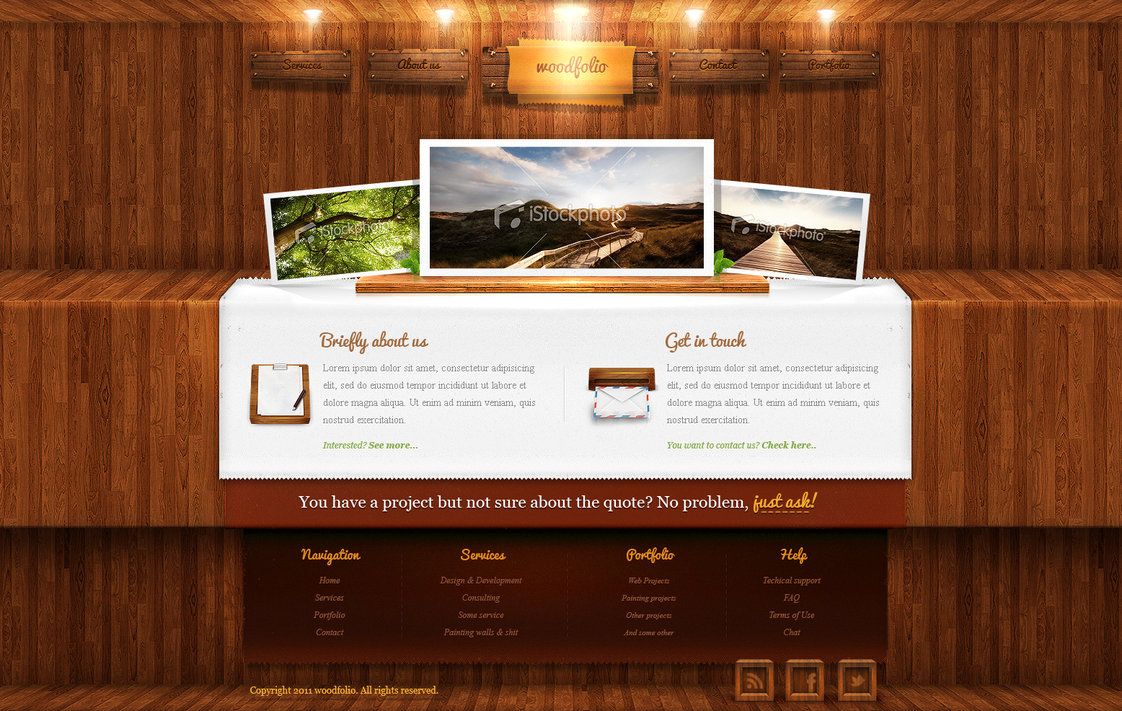 Services
About us
woodfolio
Contact
Portfolio
iStockphoto
iStockphoto
iStockphoto
Briefly about us
Lorem ipsum dolor sit amet, consectetur adipisicing
elit, sed do eiusmod tempor incididunt ut labore et
dolore magna aliqua. Ut enim ad minim veniam, quis
nostrud exercitation.
Interested? See more...
Get in touch
Lorem ipsum dolor sit amet, consectetur adipisicing
elit, sed do eiusmod tempor incididunt ut labore et
dolore magna aliqua. Ut enim ad minim veniam, quis
nostrud exercitation.
You want to contact us? Check here..
You have a project but not sure about the quote? No problem, just ask!
Navigation
Home
Services
Portfolio
Contact
Services
Design & Development
Consulting
Some service
Painting walls & shit
Portfolio
Web Projects
Painting projects
Other projects
And some other
Help
Techical support
FAQ
Terms of Use
Chat
Copyright 2011 woodfolio. All rights reserved.